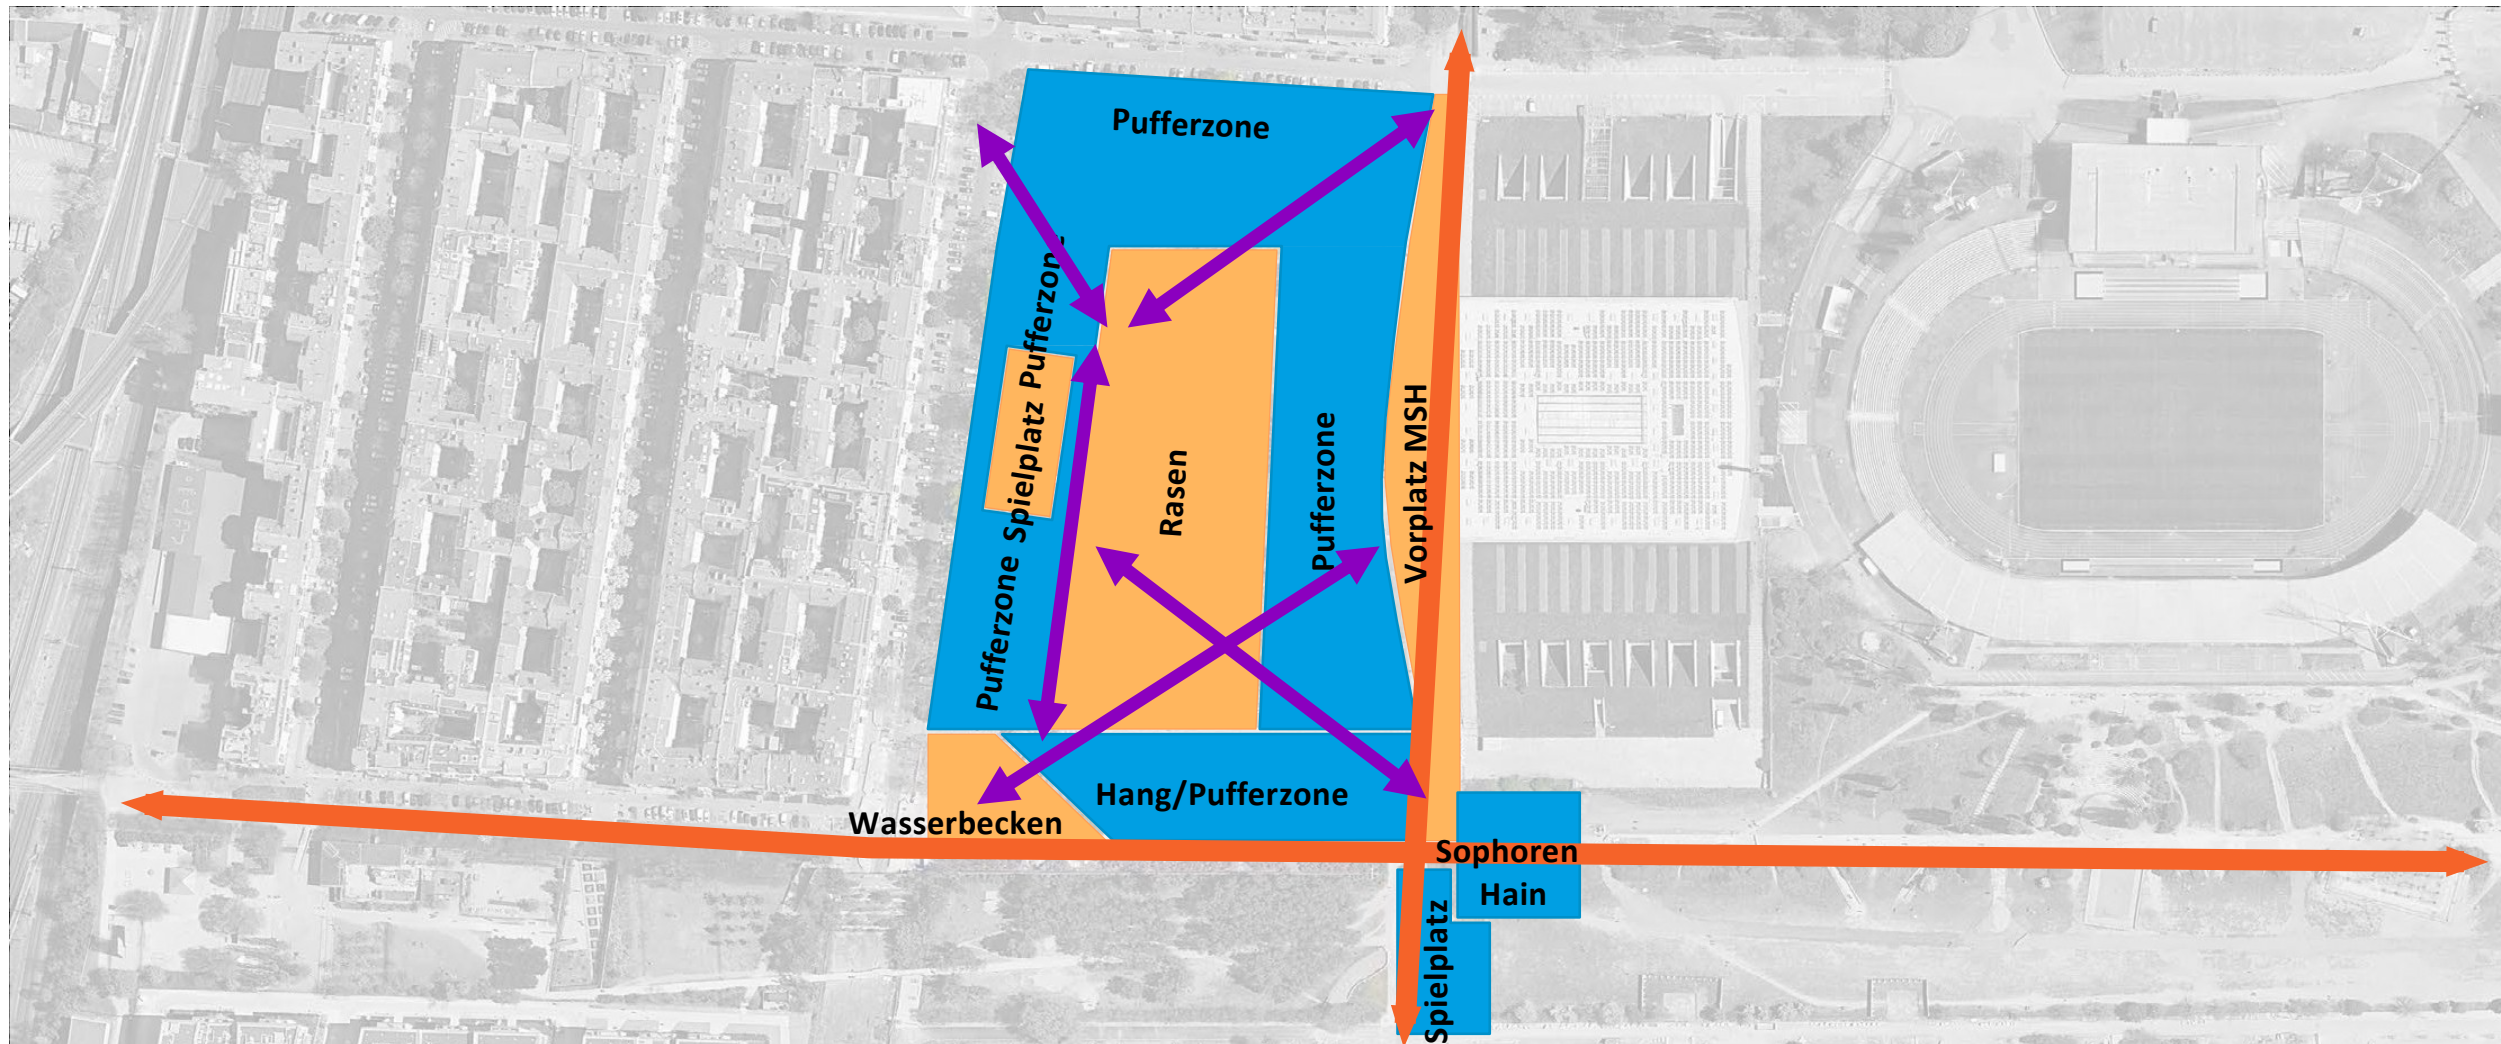 Pufferzone
Pufferzone
Spielplatz
Pufferzone
Rasen
Pufferzone
Vorplatz MSH
Hang/Pufferzone
Wasserbecken
Sophoren
Hain
Spielplatz